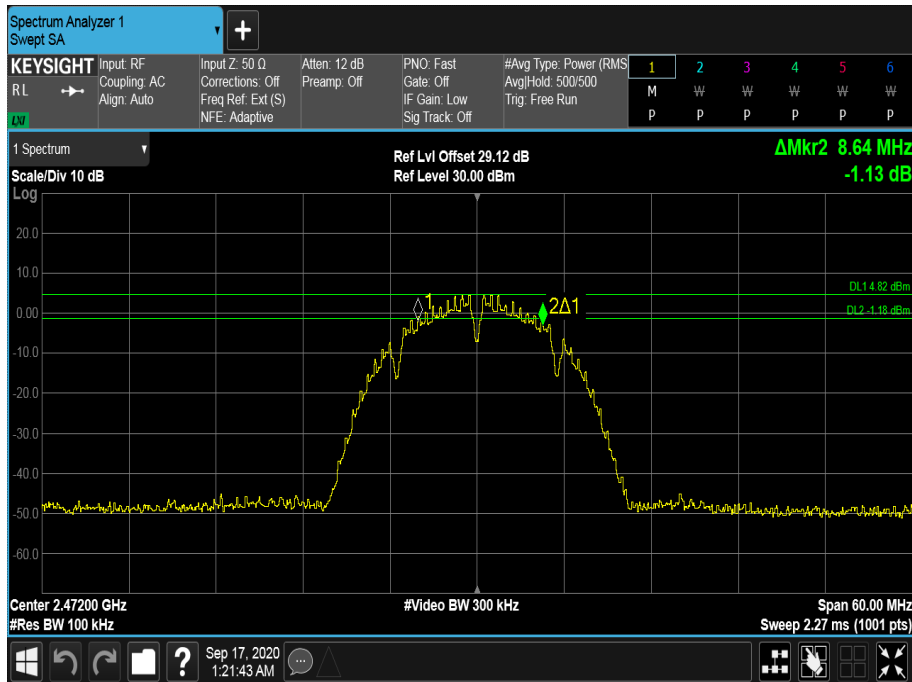 Spectrum Analyzer 1
Swept SA
+
KEYSIGHT
RL
LXI
Input: RF
Coupling: AC
Align: Auto
Input Z: 50 Ω
Corrections: Off
Freq Ref: Ext (S)
NFE: Adaptive
Atten: 12 dB
Preamp: Off
PNO: Fast
Gate: Off
IF Gain: Low
Sig Track: Off
#Avg Type: Power (RMS
Avg|Hold: 500/500
Trig: Free Run
1 2 3 4 5 6
M W W W W W
P P P P P P
1 Spectrum
Scale/Div 10 dB
Ref Lvl Offset 29.12 dB
Ref Level 30.00 dBm
ΔMkr2 8.64 MHz
-1.13 dB
Log
20.0
10.0
DL1 4.82 dBm
1
2Δ1
0.00
DL2 -1.18 dBm
-10.0
-20.0
-30.0
-40.0
-50.0
-60.0
Center 2.47200 GHz
#Video BW 300 kHz
Span 60.00 MHz
#Res BW 100 kHz
Sweep 2.27 ms (1001 pts)
?
Sep 17, 2020
1:21:43 AM